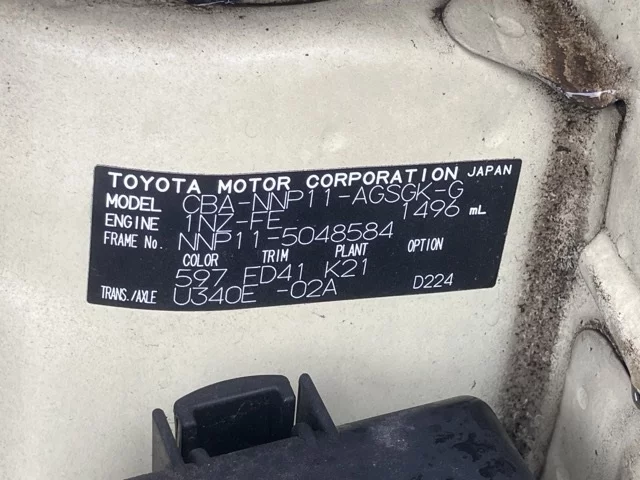 TOYOTA MOTOR CORPORATION JAPAN
MODEL CBA-NNP11-AGSGK-G
ENGINE 1NZ-FE 1496 mL
FRAME No. NNP11-5048584
COLOR TRIM PLANT OPTION
597 FD41 K21
TRANS./AXLE U340E -02A D224